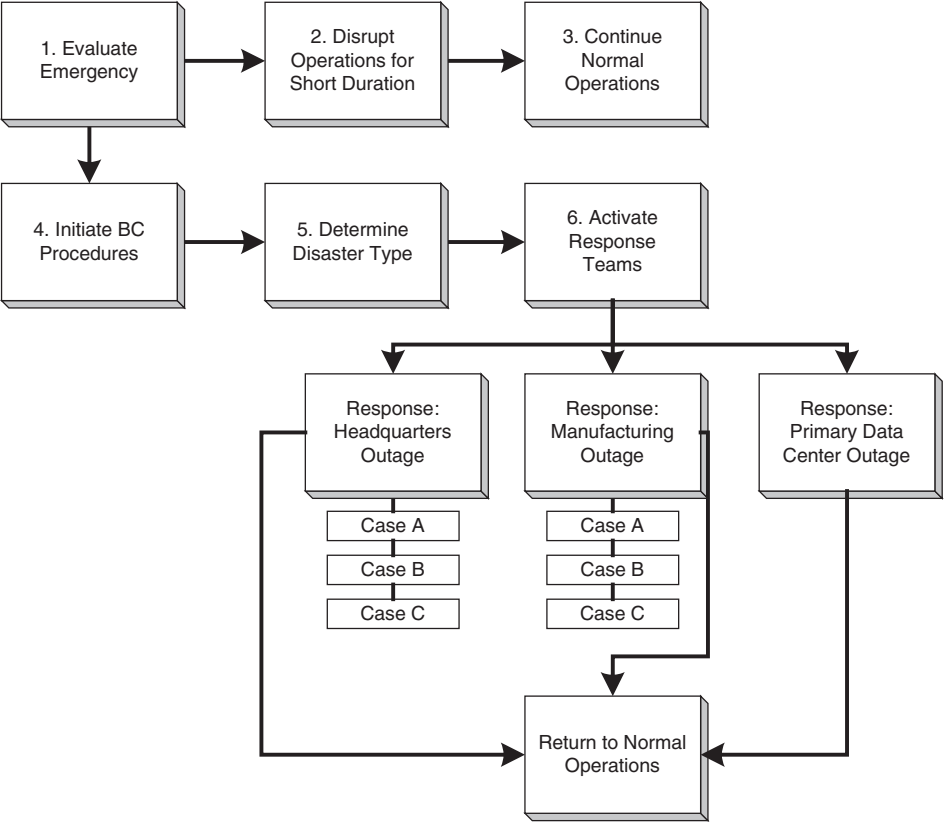 1. Evaluate
Emergency
2. Disrupt
Operations for
Short Duration
3. Continue
Normal
Operations
4. Initiate BC
Procedures
5. Determine
Disaster Type
6. Activate
Response
Teams
Response:
Headquarters
Outage
Response:
Manufacturing
Outage
Response:
Primary Data
Center Outage
Case A
Case B
Case C
Case A
Case B
Case C
Return to Normal
Operations